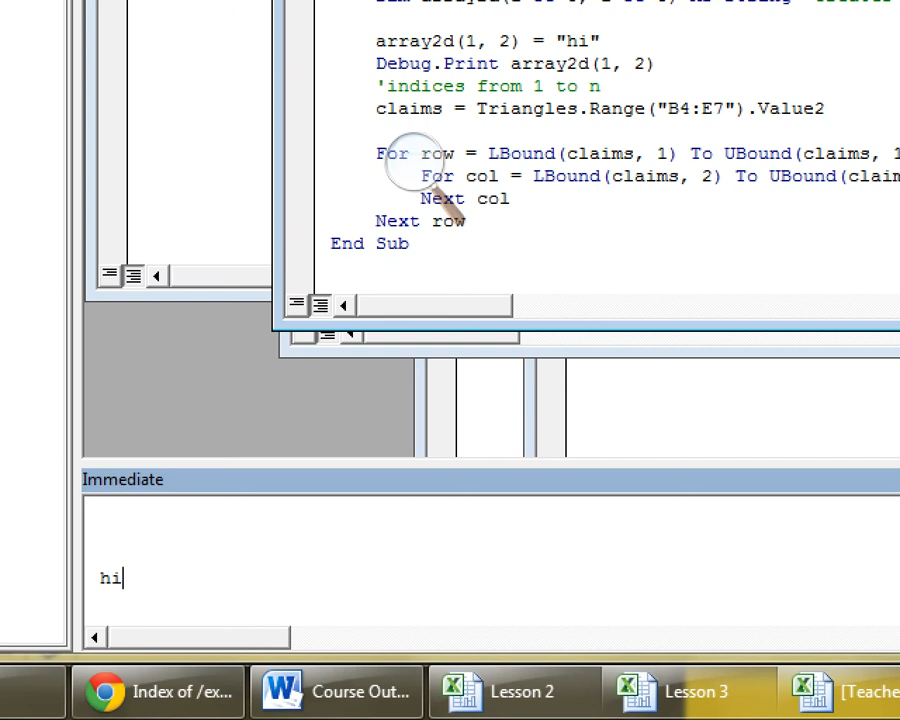 array2d(1, 2) = "hi"
Debug.Print array2d(1, 2)
'indices from 1 to n
claims = Triangles.Range("B4:E7").Value2
For row = LBound(claims, 1) To UBound(claims, 1
For col = LBound(claims, 2) To UBound(claim
Next col
Next row
End Sub
Immediate
hi
Index of /ex...
Course Out...
Lesson 2
Lesson 3
[Teache